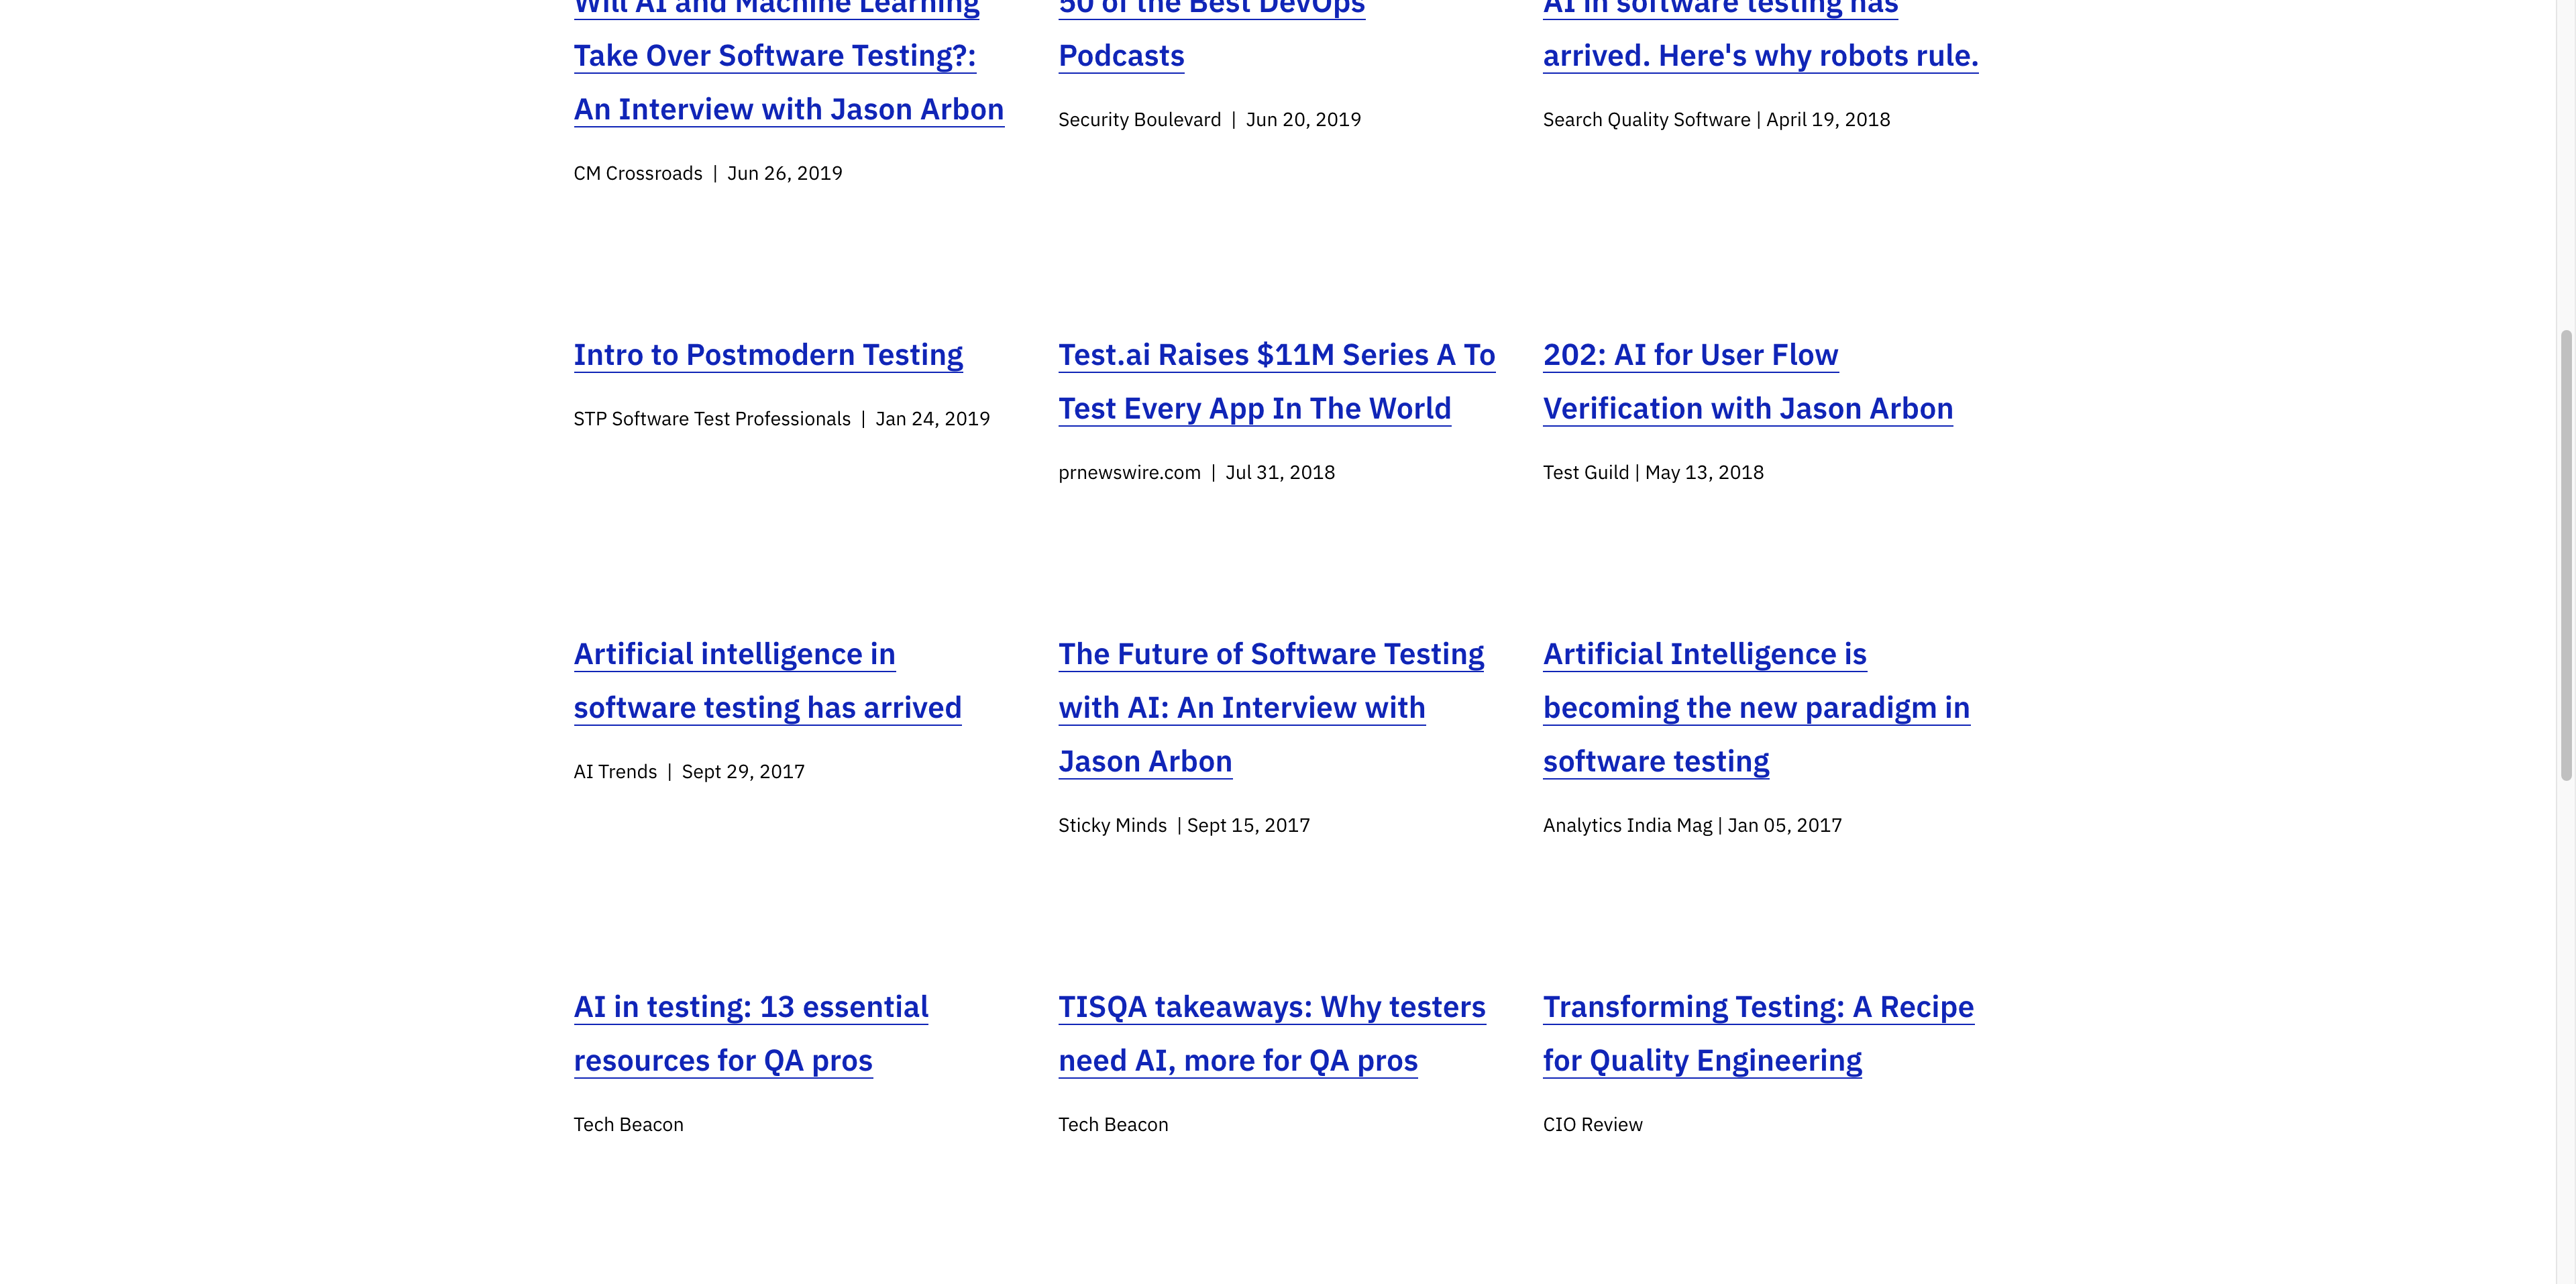 Will AI and Machine Learning
Take Over Software Testing?:
An Interview with Jason Arbon
CM Crossroads | Jun 26, 2019
50 of the Best DevOps
Podcasts
Security Boulevard | Jun 20, 2019
AI in software testing has
arrived. Here's why robots rule.
Search Quality Software | April 19, 2018
Intro to Postmodern Testing
STP Software Test Professionals | Jan 24, 2019
Test.ai Raises $11M Series A To
Test Every App In The World
prnewswire.com | Jul 31, 2018
202: AI for User Flow
Verification with Jason Arbon
Test Guild | May 13, 2018
Artificial intelligence in
software testing has arrived
AI Trends | Sept 29, 2017
The Future of Software Testing
with AI: An Interview with
Jason Arbon
Sticky Minds | Sept 15, 2017
Artificial Intelligence is
becoming the new paradigm in
software testing
Analytics India Mag | Jan 05, 2017
AI in testing: 13 essential
resources for QA pros
Tech Beacon
TISQA takeaways: Why testers
need AI, more for QA pros
Tech Beacon
Transforming Testing: A Recipe
for Quality Engineering
CIO Review